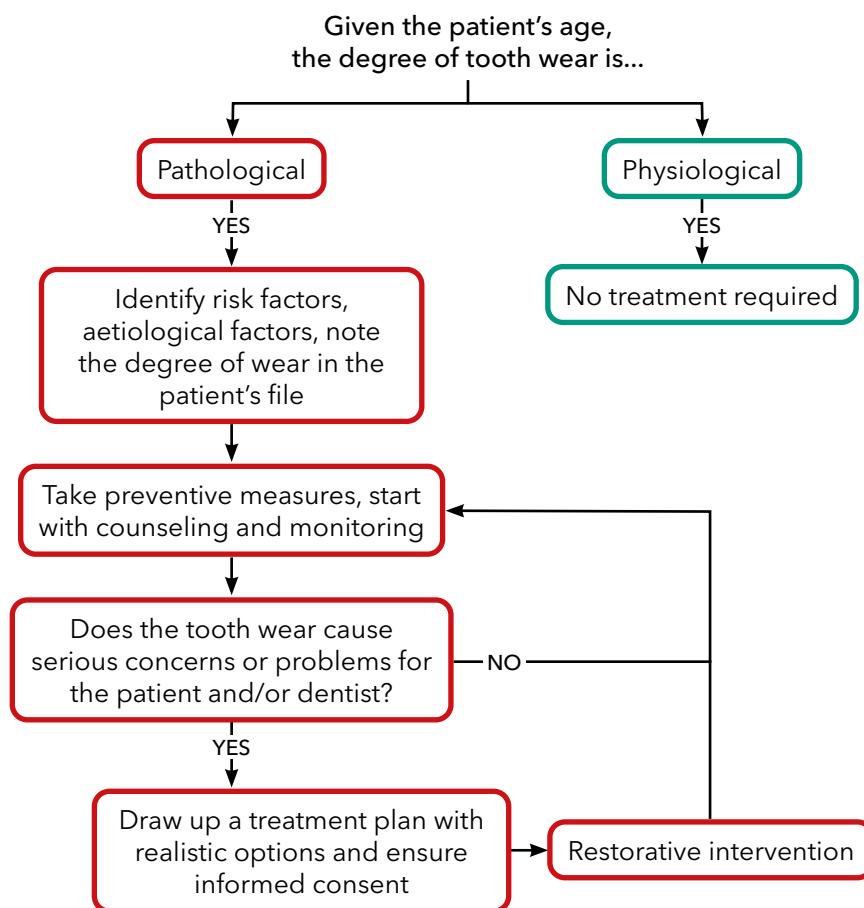 Given the patient's age,
the degree of tooth wear is...
Pathological
Physiological
YES
YES
Identify risk factors,
aetiological factors, note
the degree of wear in the
patient's file
No treatment required
Take preventive measures, start
with counseling and monitoring
Does the tooth wear cause
serious concerns or problems for
the patient and/or dentist?
NO
YES
Draw up a treatment plan with
realistic options and ensure
informed consent
Restorative intervention